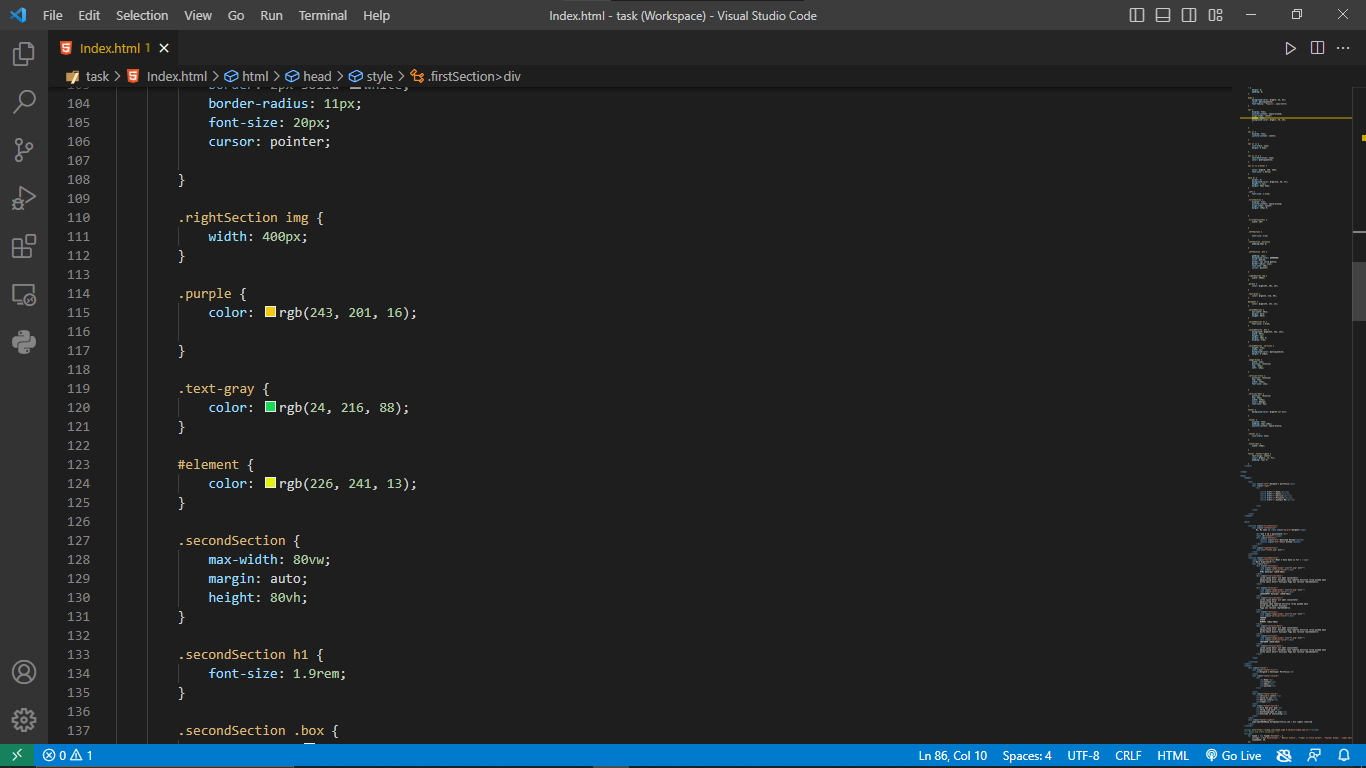 File Edit Selection View Go Run Terminal Help Index.html - task (Workspace) - Visual Studio Code
Index.html 1
task > Index.html > html > head > style > .firstSection>div
103 border: 2px solid white;
104 border-radius: 11px;
105 font-size: 20px;
106 cursor: pointer;
107
108 }
109
110 .rightSection img {
111 width: 400px;
112 }
113
114 .purple {
115 color: rgb(243, 201, 16);
116
117 }
118
119 .text-gray {
120 color: rgb(24, 216, 88);
121 }
122
123 #element {
124 color: rgb(226, 241, 13);
125 }
126
127 .secondSection {
128 max-width: 80vw;
129 margin: auto;
130 height: 80vh;
131 }
132
133 .secondSection h1 {
134 font-size: 1.9rem;
135 }
136
137 .secondSection .box {
0 1 Ln 86, Col 10 Spaces: 4 UTF-8 CRLF HTML Go Live